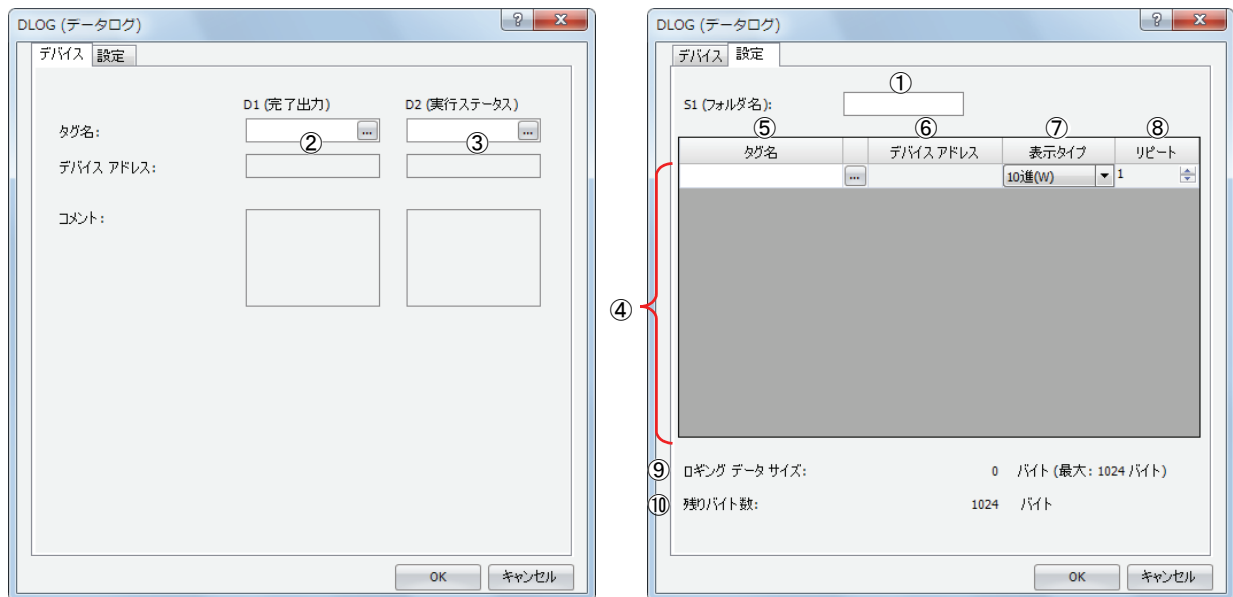 DLOG (データログ)
デバイス 設定
D1 (完了出力) D2 (実行ステータス)
タグ名: ... ...
② ③
デバイス アドレス:
コメント:
OK キャンセル
DLOG (データログ)
デバイス 設定
①
S1 (フォルダ名):
⑤ ⑥ ⑦ ⑧
タグ名 デバイス アドレス 表示タイプ リピート
... 10進(W) 1
④
⑨ ロギング データ サイズ: 0 バイト (最大: 1024 バイト)
⑩ 残りバイト数: 1024 バイト
OK キャンセル